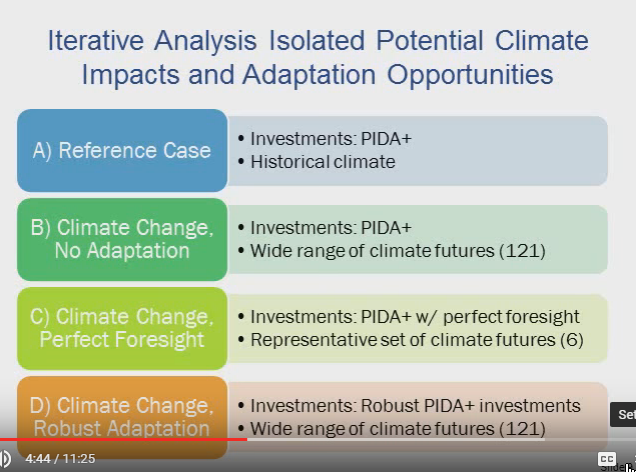 Iterative Analysis Isolated Potential Climate
Impacts and Adaptation Opportunities
A) Reference Case
• Investments: PIDA+
• Historical climate
B) Climate Change,
No Adaptation
• Investments: PIDA+
• Wide range of climate futures (121)
C) Climate Change,
Perfect Foresight
• Investments: PIDA+ w/ perfect foresight
• Representative set of climate futures (6)
D) Climate Change,
Robust Adaptation
• Investments: Robust PIDA+ investments
• Wide range of climate futures (121)
4:44 / 11:25
CC